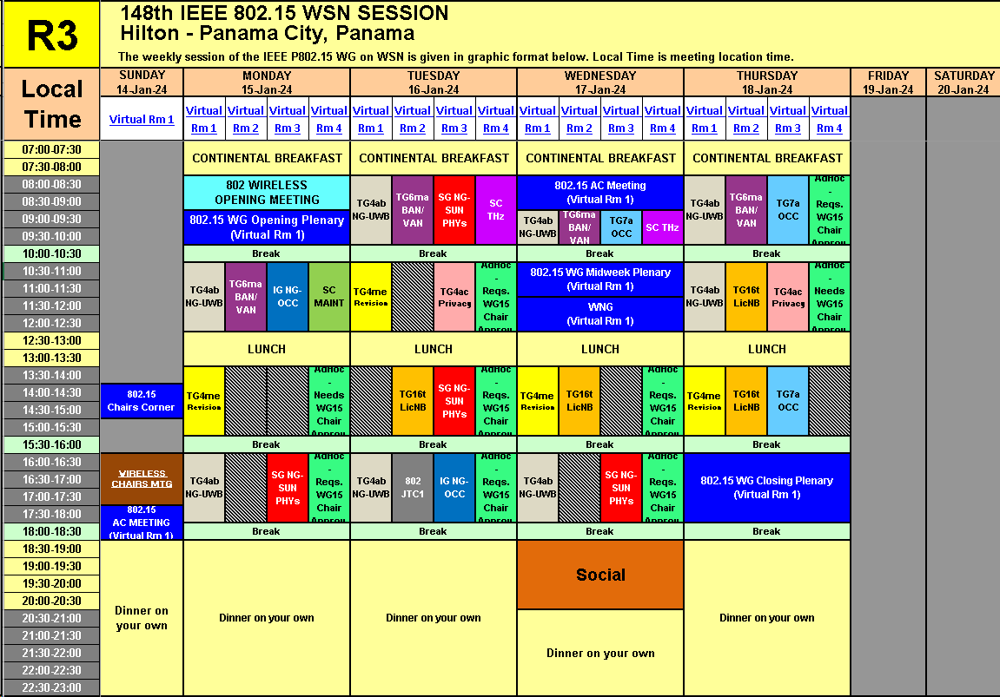 R3
148th IEEE 802.15 WSN SESSION
Hilton - Panama City, Panama
The weekly session of the IEEE P802.15 WG on WSN is given in graphic format below. Local Time is meeting location time.
Local
Time
SUNDAY MONDAY TUESDAY WEDNESDAY THURSDAY FRIDAY SATURDAY
14-Jan-24 15-Jan-24 16-Jan-24 17-Jan-24 18-Jan-24 19-Jan-24 20-Jan-24
Virtual Rm 1
Virtual Virtual Virtual Virtual Virtual Virtual Virtual Virtual Virtual Virtual Virtual Virtual Virtual Virtual Virtual Virtual
Rm 1 Rm 2 Rm 3 Rm 4 Rm 1 Rm 2 Rm 3 Rm 4 Rm 1 Rm 2 Rm 3 Rm 4 Rm 1 Rm 2 Rm 3 Rm 4
07:00-07:30
07:30-08:00
CONTINENTAL BREAKFAST CONTINENTAL BREAKFAST CONTINENTAL BREAKFAST CONTINENTAL BREAKFAST
08:00-08:30
08:30-09:00
09:00-09:30
09:30-10:00
802 WIRELESS
OPENING MEETING
802.15 WG Opening Plenary
(Virtual Rm 1)
TG4ab
NG-UWB
TG6ma
BAN/
VAN
SG NG-
SUN
PHYs
SC
THz
802.15 AC Meeting
(Virtual Rm 1)
TG4ab
NG-UWB
TG6ma
BAN/
VAN
TG7a
OCC
SC THz
TG4ab
NG-UWB
TG6ma
BAN/
VAN
TG7a
OCC
AdHoc
-
Reqs.
WG15
Chair
Approu
10:00-10:30
Break Break Break Break
10:30-11:00
11:00-11:30
11:30-12:00
12:00-12:30
TG4ab
NG-UWB
TG6ma
BAN/
VAN
IG NG-
OCC
SC
MAINT
TG4me
Revision
TG4ac
Privacy
AdHoc
-
Reqs.
WG15
Chair
Approu
802.15 WG Midweek Plenary
(Virtual Rm 1)
WNG
(Virtual Rm 1)
TG4ab
NG-UWB
TG16t
LicNB
TG4ac
Privacy
AdHoc
-
Needs
WG15
Chair
Approu
12:30-13:00
13:00-13:30
LUNCH LUNCH LUNCH LUNCH
13:30-14:00
14:00-14:30
14:30-15:00
15:00-15:30
802.15
Chairs Corner
TG4me
Revision
AdHoc
-
Needs
WG15
Chair
Approu
TG16t
LicNB
SG NG-
SUN
PHYs
AdHoc
-
Reqs.
WG15
Chair
Approu
TG4me
Revision
TG16t
LicNB
AdHoc
-
Reqs.
WG15
Chair
Approu
TG4me
Revision
TG16t
LicNB
TG7a
OCC
15:30-16:00
Break Break Break Break
16:00-16:30
16:30-17:00
17:00-17:30
17:30-18:00
WIRELESS
CHAIRS MTG
802.15
AC MEETING
(Virtual Rm 1)
TG4ab
NG-UWB
SG NG-
SUN
PHYs
AdHoc
-
Reqs.
WG15
Chair
Approu
TG4ab
NG-UWB
802
JTC1
IG NG-
OCC
AdHoc
-
Reqs.
WG15
Chair
Approu
TG4ab
NG-UWB
SG NG-
SUN
PHYs
AdHoc
-
Reqs.
WG15
Chair
Approu
802.15 WG Closing Plenary
(Virtual Rm 1)
18:00-18:30
Break Break Break Break
18:30-19:00
19:00-19:30
19:30-20:00
20:00-20:30
20:30-21:00
21:00-21:30
21:30-22:00
22:00-22:30
22:30-23:00
Dinner on
your own
Dinner on your own
Dinner on your own
Social
Dinner on your own
Dinner on your own